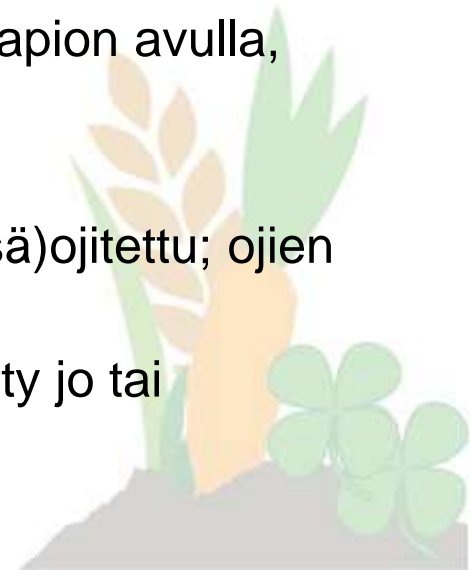 apion avulla,
sä)ojitettu; ojien
ty jo tai